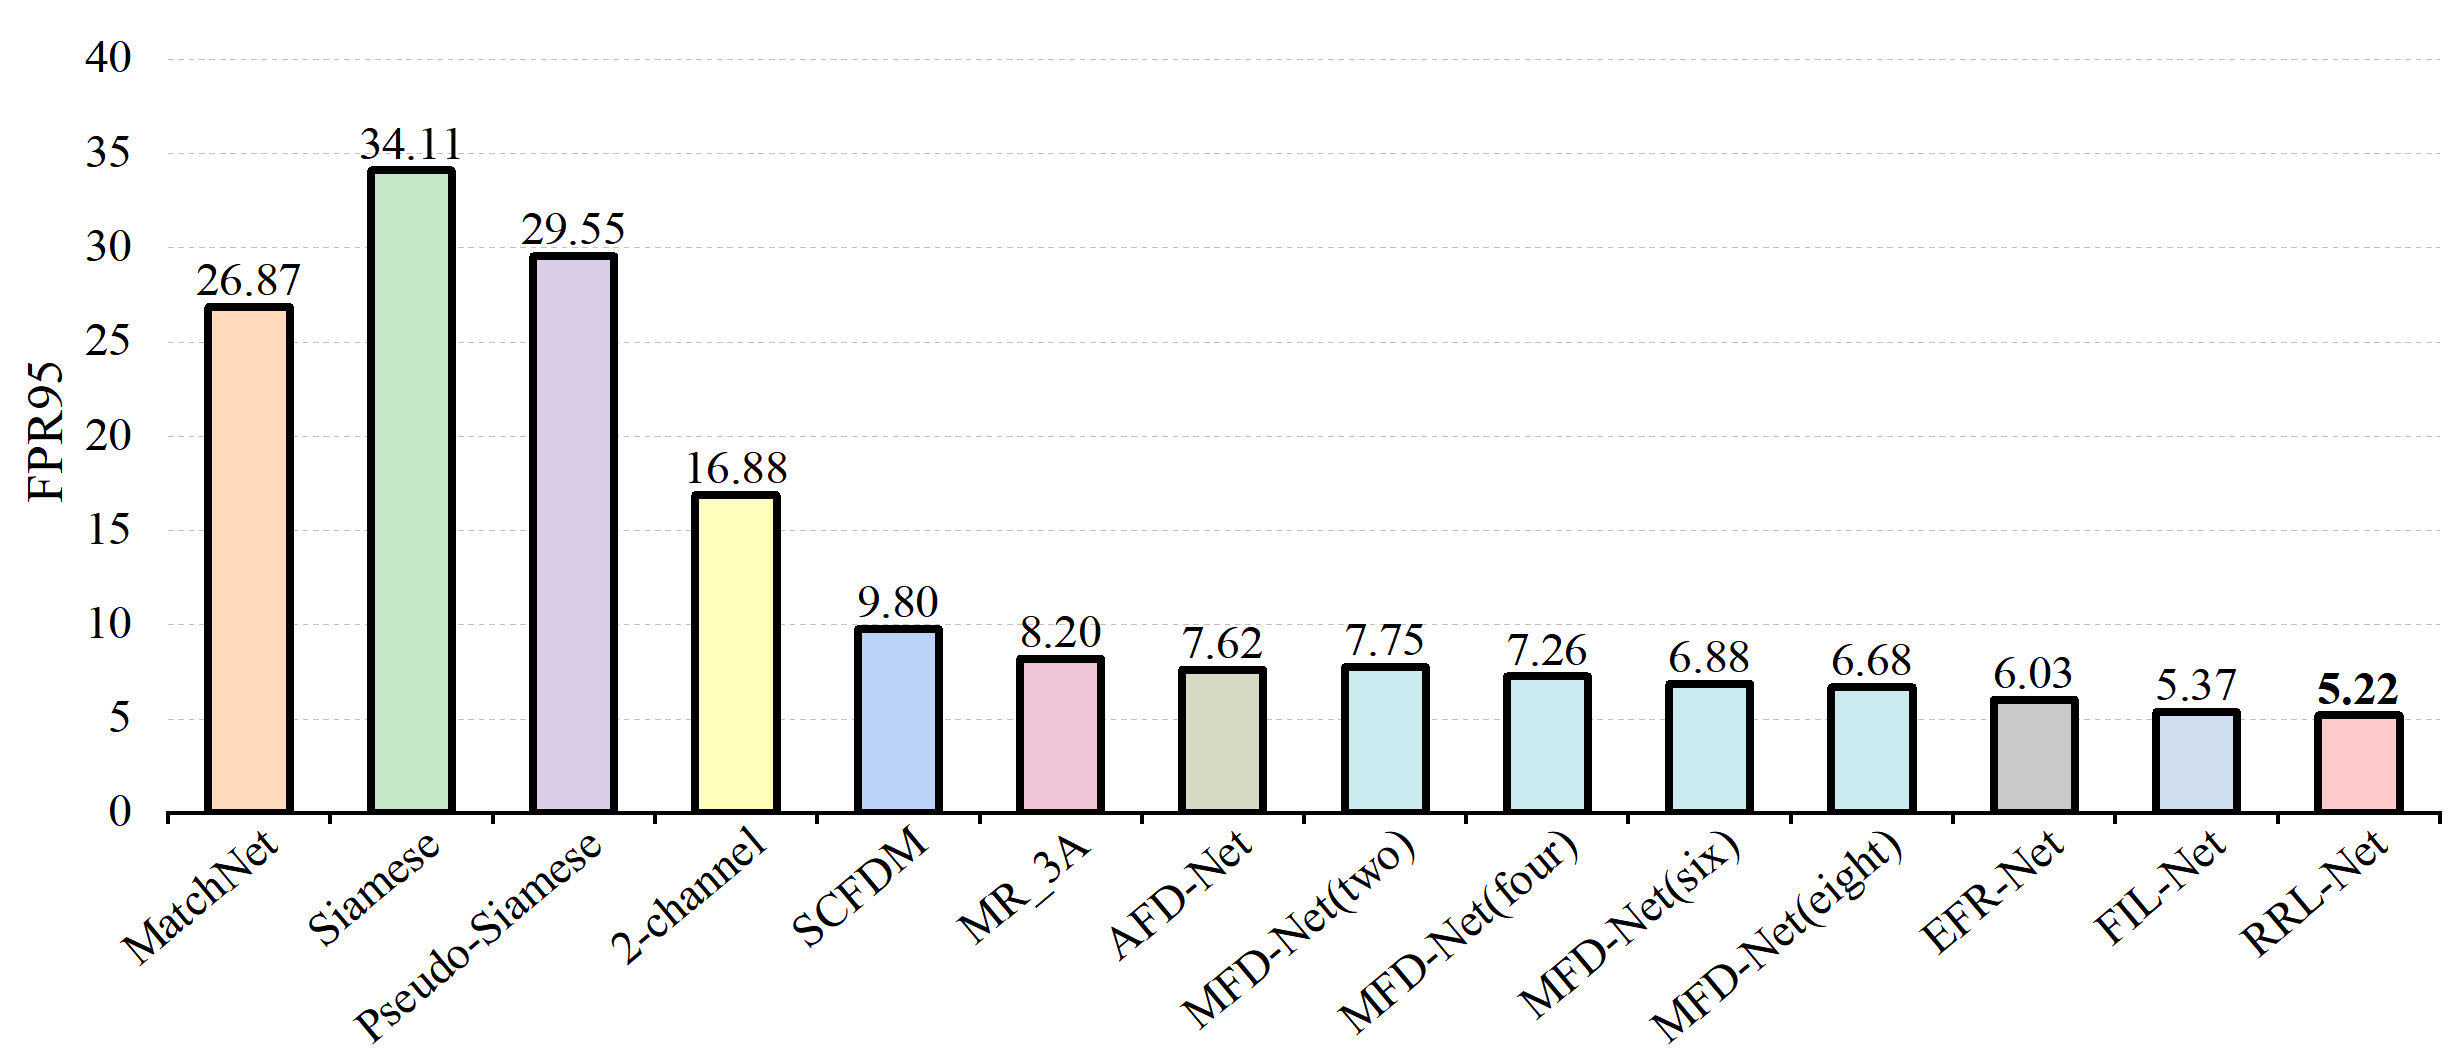 FPR95
40
35
30
25
20
15
10
5
0
26.87
34.11
29.55
16.88
9.80
8.20
7.62
7.75
7.26
6.88
6.68
6.03
5.37
5.22
MatchNet
Siamese
Pseudo-Siamese
2-channel
SCFDM
MR_3A
AFD-Net
MFD-Net(two)
MFD-Net(four)
MFD-Net(six)
MFD-Net(eight)
EFR-Net
FIL-Net
RRL-Net